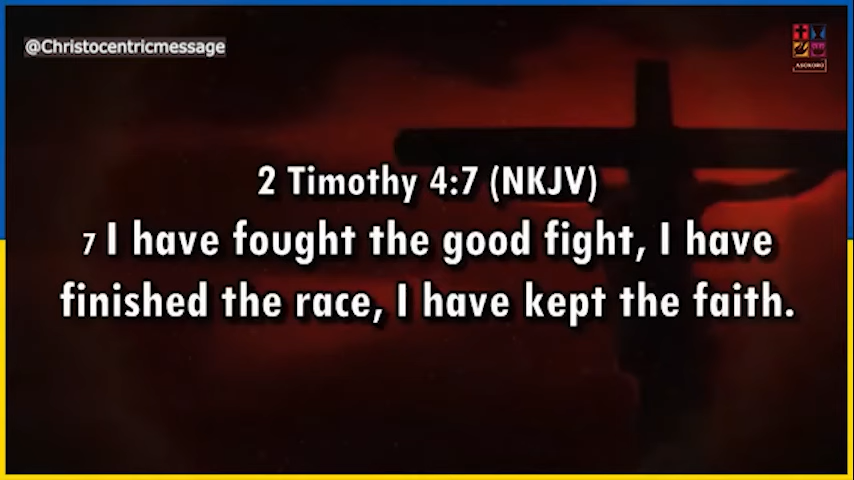 @Christocentricmessage
ASOKORO
2 Timothy 4:7 (NKJV)
7 I have fought the good fight, I have
finished the race, I have kept the faith.